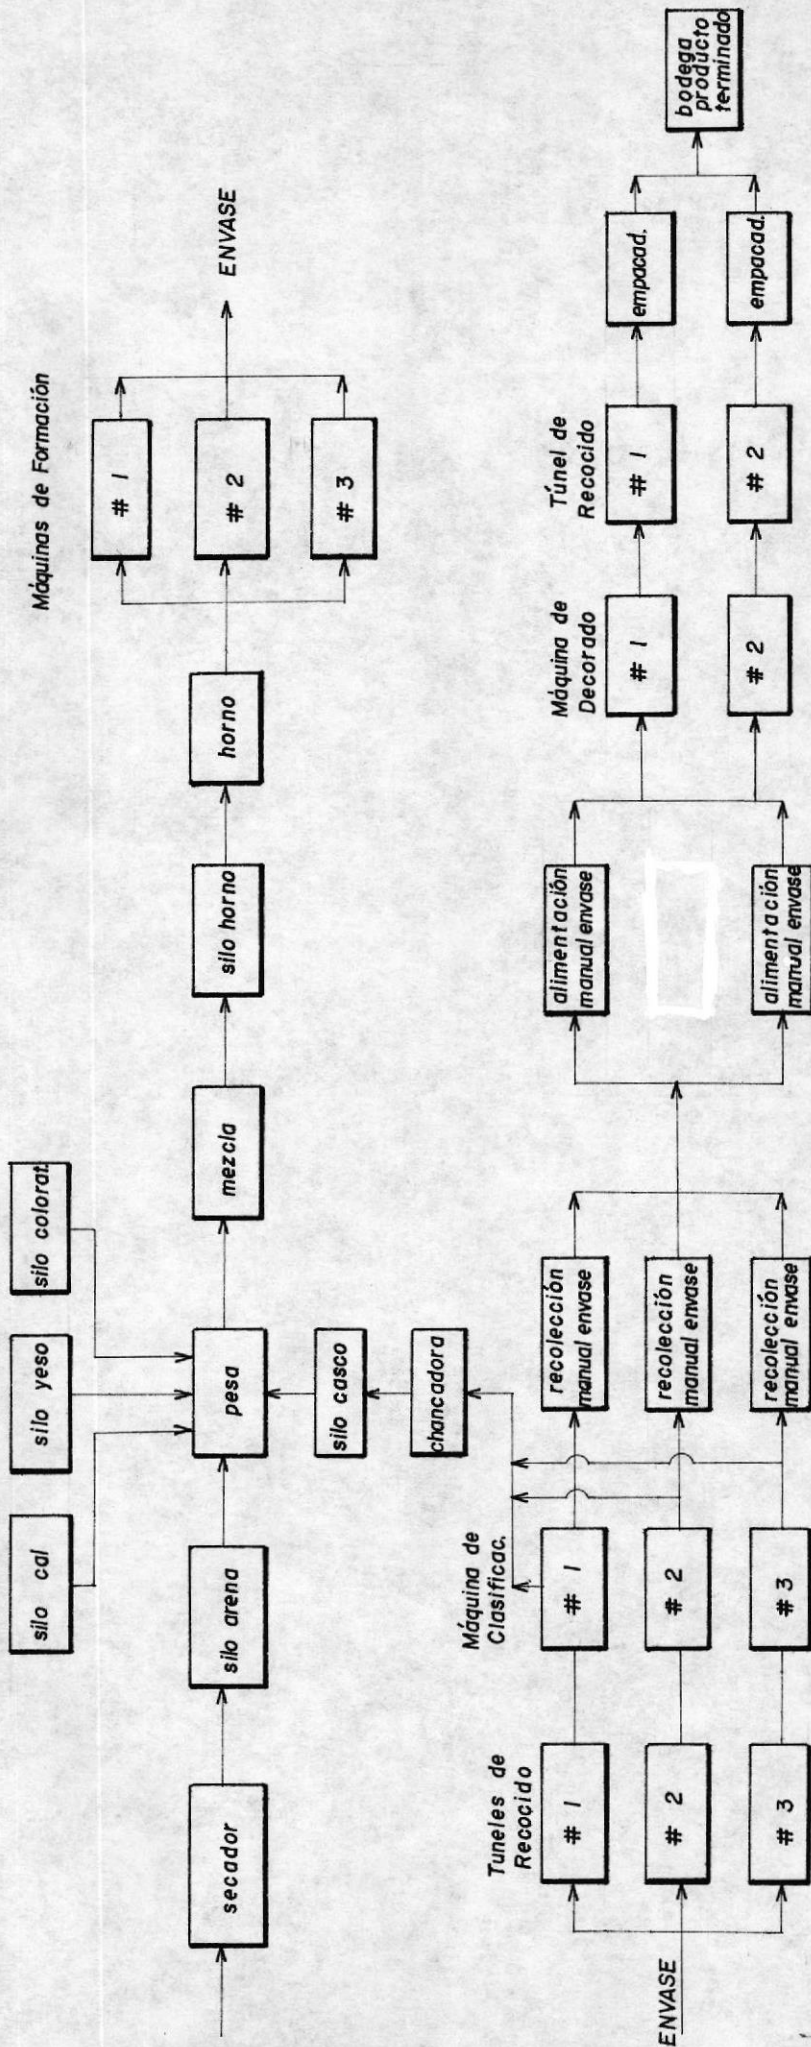 silo cal
silo yeso
silo colorat.
Máquinas de Formación
secador
silo arena
pesa
mezcla
silo horno
horno
# 1
# 2
# 3
ENVASE
silo casco
chancadora
Tuneles de
Recocido
Máquina de
Clasificac.
ENVASE
# 1
# 2
# 3
# 1
# 2
# 3
recolección
manual envase
recolección
manual envase
recolección
manual envase
alimentación
manual envase
alimentación
manual envase
Máquina de
Decorado
# 1
# 2
Túnel de
Recocido
# 1
# 2
empacad.
empacad.
bodega
producto
terminado